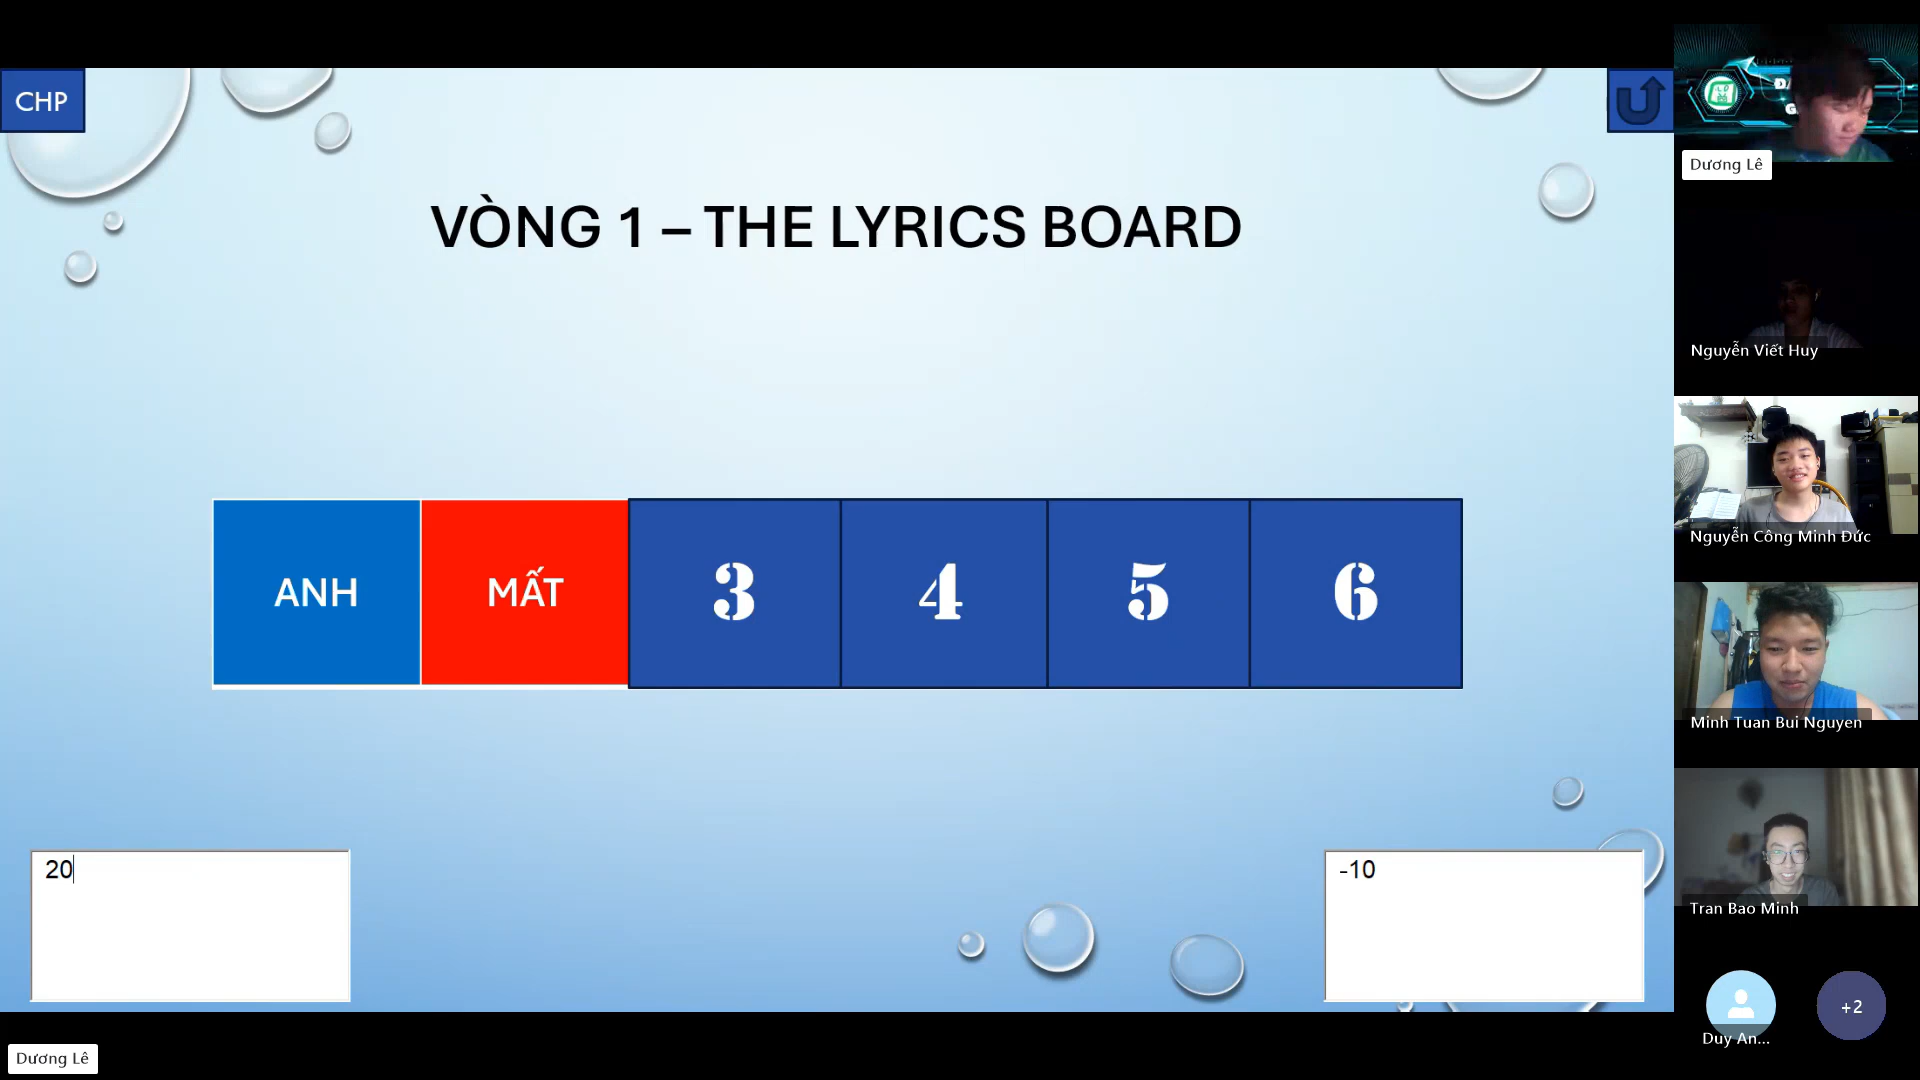 CHP
VÒNG 1 – THE LYRICS BOARD
ANH
MẤT
3
4
5
6
20
-10
Dương Lê
Dương Lê
Nguyễn Viết Huy
Nguyễn Công Minh Đức
Minh Tuan Bui Nguyen
Tran Bao Minh
Duy An...
+2